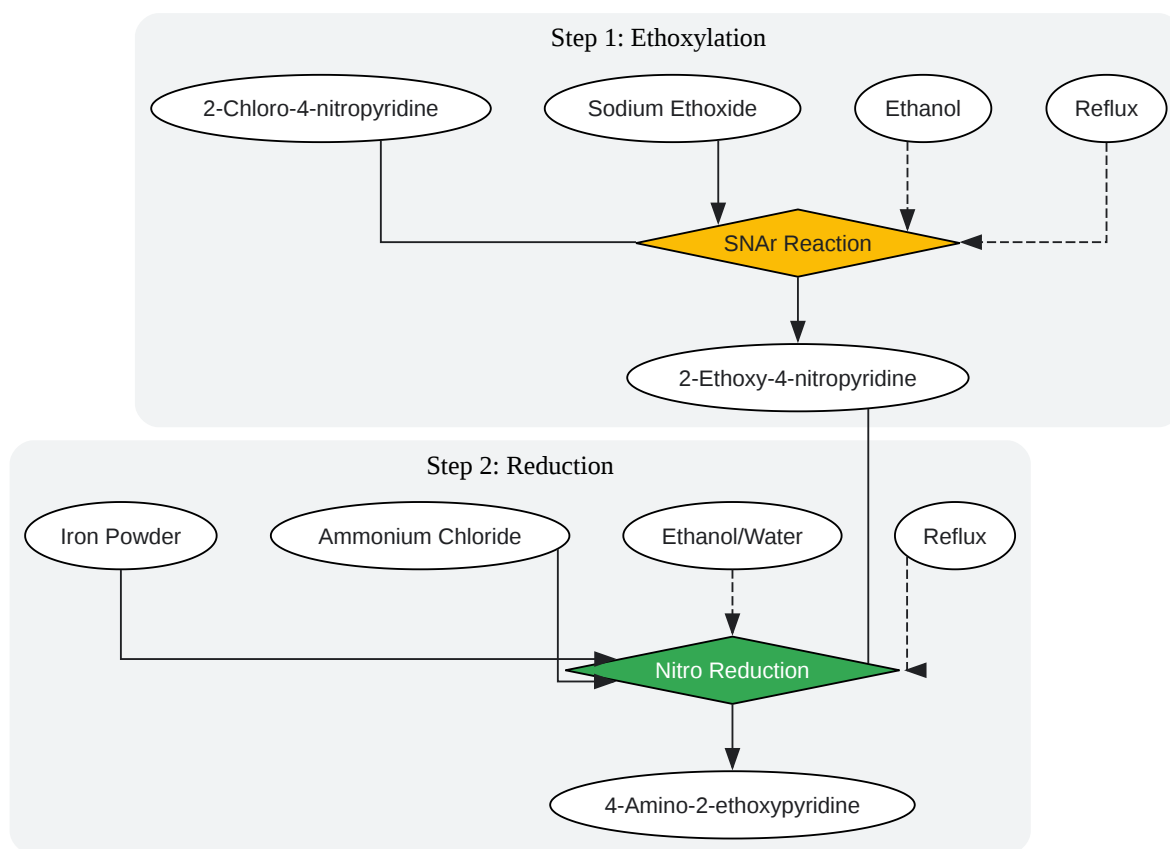 Step 1: Ethoxylation
2-Chloro-4-nitropyridine
Sodium Ethoxide
Ethanol
Reflux
SNAr Reaction
2-Ethoxy-4-nitropyridine
Step 2: Reduction
Iron Powder
Ammonium Chloride
Ethanol/Water
Reflux
Nitro Reduction
4-Amino-2-ethoxypyridine